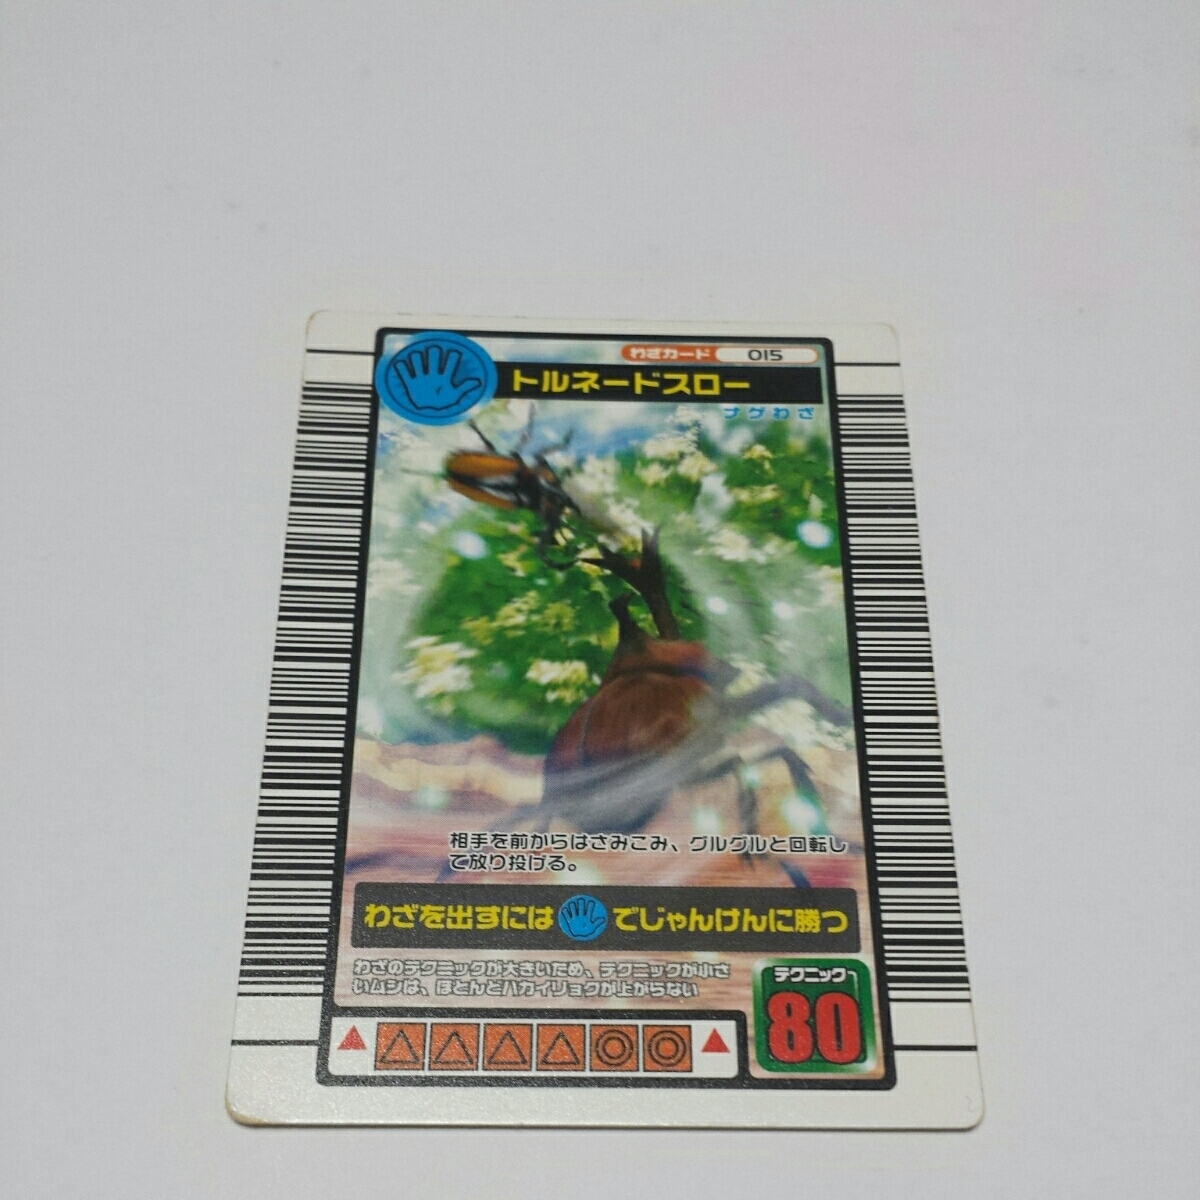 わざカード 015
トルネードスロー
ナゲわざ
相手を前からはさみこみ、グルグルと回転し
て放り投げる。
わざを出すには でじゃんけんに勝つ
わざのテクニックが大きいため、テクニックが小さ
いムシは、ほとんどハカイリョクが上がらない
テクニック
80